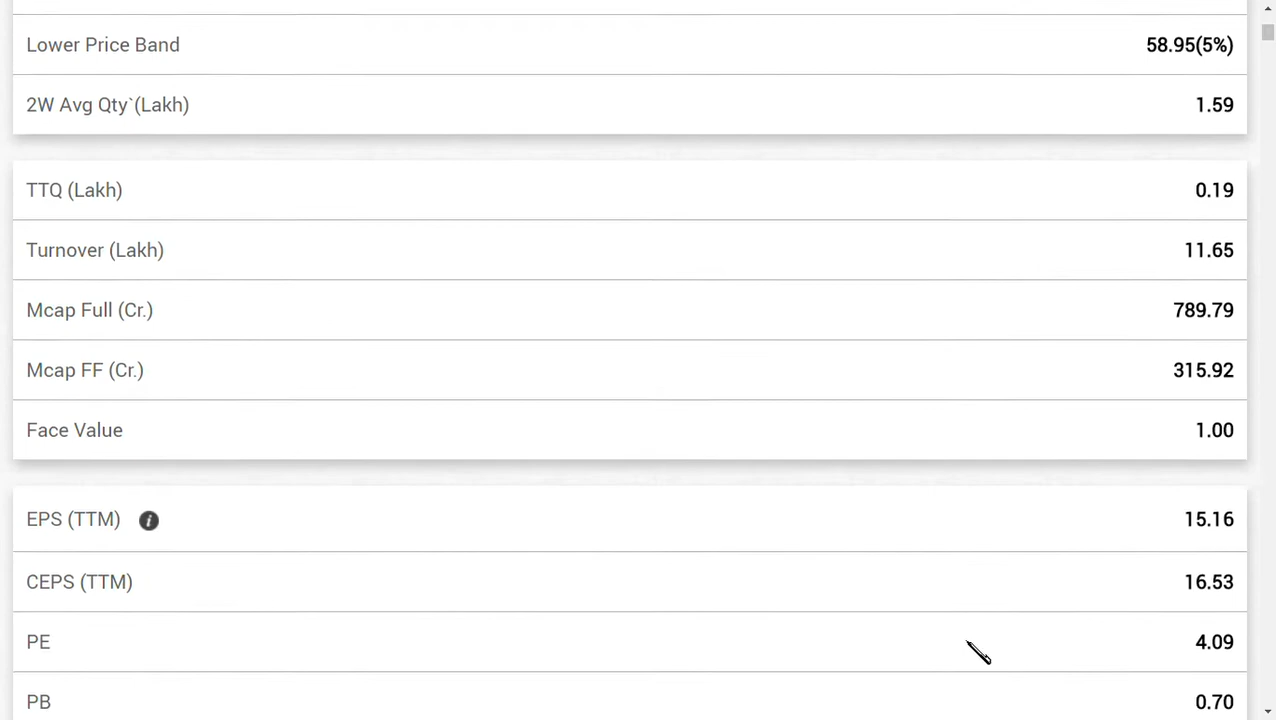 Lower Price Band 58.95(5%)
2W Avg Qty`(Lakh) 1.59
TTQ (Lakh) 0.19
Turnover (Lakh) 11.65
Mcap Full (Cr.) 789.79
Mcap FF (Cr.) 315.92
Face Value 1.00
EPS (TTM) i 15.16
CEPS (TTM) 16.53
PE 4.09
PB 0.70